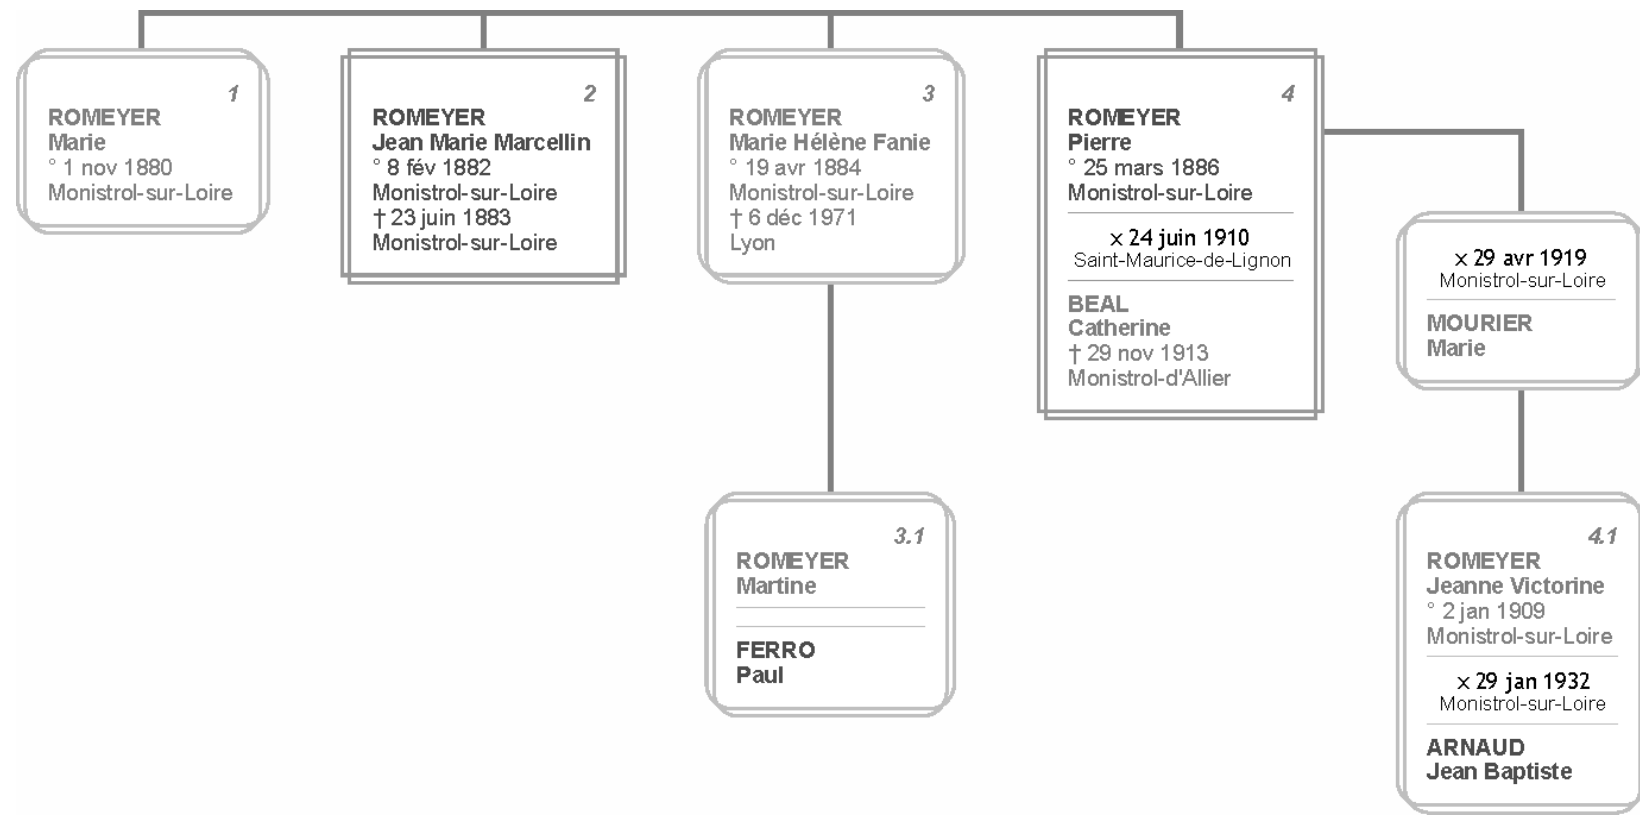 1
ROMEYER
Marie
° 1 nov 1880
Monistrol-sur-Loire
2
ROMEYER
Jean Marie Marcellin
° 8 fév 1882
Monistrol-sur-Loire
† 23 juin 1883
Monistrol-sur-Loire
3
ROMEYER
Marie Hélène Fanie
° 19 avr 1884
Monistrol-sur-Loire
† 6 déc 1971
Lyon
4
ROMEYER
Pierre
° 25 mars 1886
Monistrol-sur-Loire
x 24 juin 1910
Saint-Maurice-de-Lignon
BEAL
Catherine
† 29 nov 1913
Monistrol-d'Allier
x 29 avr 1919
Monistrol-sur-Loire
MOURIER
Marie
3.1
ROMEYER
Martine
FERRO
Paul
4.1
ROMEYER
Jeanne Victorine
° 2 jan 1909
Monistrol-sur-Loire
x 29 jan 1932
Monistrol-sur-Loire
ARNAUD
Jean Baptiste